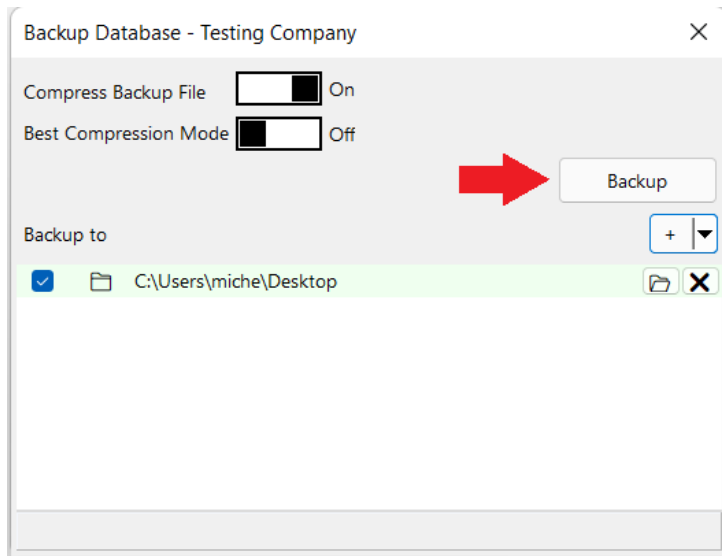 Backup Database - Testing Company
Compress Backup File On
Best Compression Mode Off
Backup
Backup to +
C:\Users\miche\Desktop